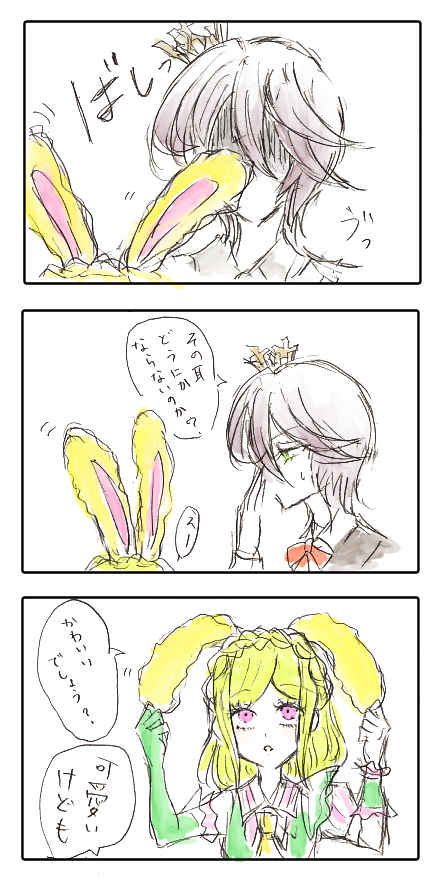 ばしっ
うっ
その耳
どうにか
ならないのか？
スー
かわいい
でしょう？
可愛い
けども